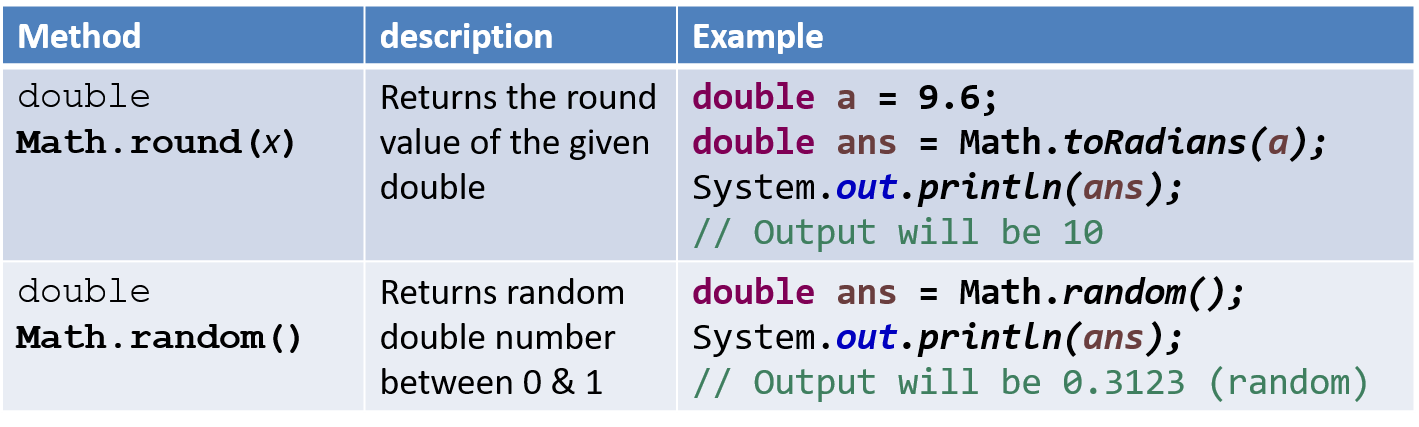 Method description Example
double
Math.round(x)
Returns the round
value of the given
double
double a = 9.6;
double ans = Math.toRadians(a);
System.out.println(ans);
// Output will be 10
double
Math.random()
Returns random
double number
between 0 & 1
double ans = Math.random();
System.out.println(ans);
// Output will be 0.3123 (random)